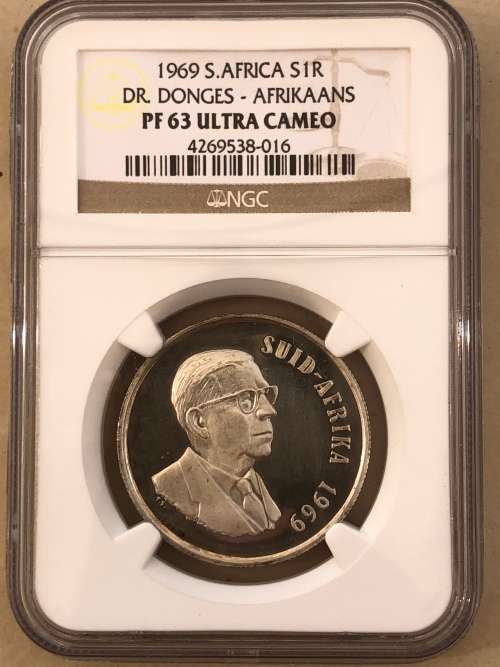 1969 S.AFRICA S1R
DR. DONGES - AFRIKAANS
PF 63 ULTRA CAMEO
4269538-016
NGC
SUID-AFRIKA 1969